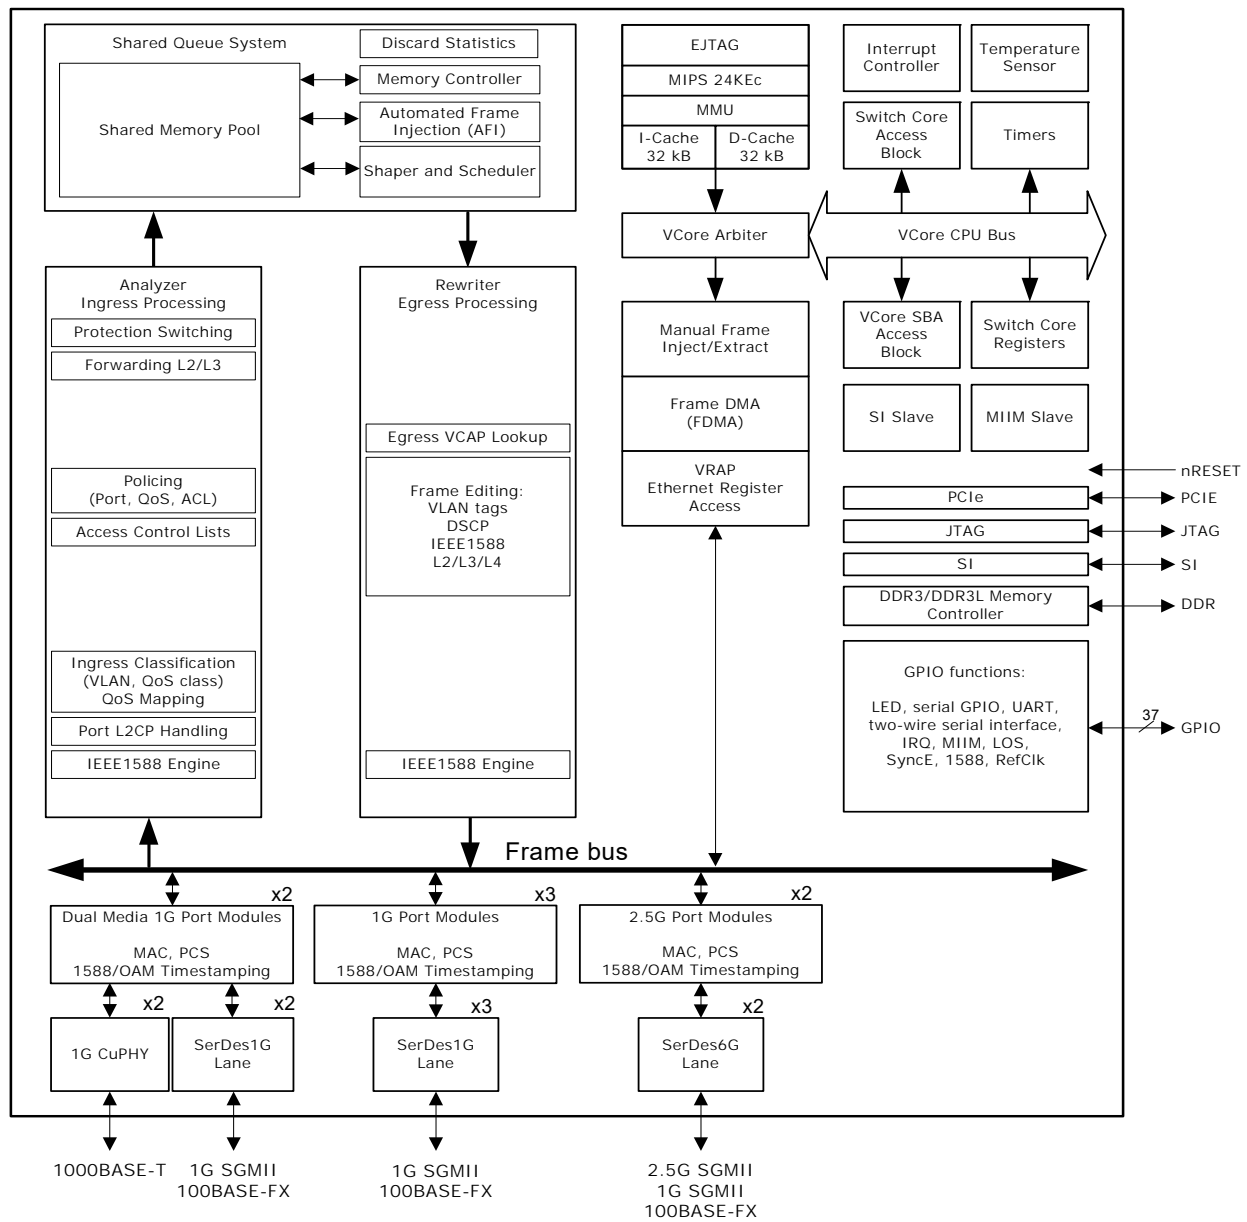 Shared Queue System
Discard Statistics
Shared Memory Pool
Memory Controller
Automated Frame
Injection (AFI)
Shaper and Scheduler
EJTAG
MIPS 24KEc
MMU
I-Cache
32 kB
D-Cache
32 kB
Interrupt
Controller
Temperature
Sensor
Switch Core
Access
Block
Timers
VCore Arbiter
VCore CPU Bus
Analyzer
Ingress Processing
Protection Switching
Forwarding L2/L3
Policing
(Port, QoS, ACL)
Access Control Lists
Ingress Classification
(VLAN, QoS class)
QoS Mapping
Port L2CP Handling
IEEE1588 Engine
Rewriter
Egress Processing
Egress VCAP Lookup
Frame Editing:
VLAN tags
DSCP
IEEE1588
L2/L3/L4
IEEE1588 Engine
Manual Frame
Inject/Extract
Frame DMA
(FDMA)
VRAP
Ethernet Register
Access
VCore SBA
Access
Block
Switch Core
Registers
SI Slave
MIIM Slave
nRESET
PCIe
PCIE
JTAG
JTAG
SI
SI
DDR3/DDR3L Memory
Controller
DDR
GPIO functions:
LED, serial GPIO, UART,
two-wire serial interface,
IRQ, MIIM, LOS,
SyncE, 1588, RefClk
37
GPIO
Frame bus
x2
Dual Media 1G Port Modules
MAC, PCS
1588/OAM Timestamping
x3
1G Port Modules
MAC, PCS
1588/OAM Timestamping
x2
2.5G Port Modules
MAC, PCS
1588/OAM Timestamping
x2
1G CuPHY
x2
SerDes1G
Lane
x3
SerDes1G
Lane
x2
SerDes6G
Lane
1000BASE-T
1G SGMII
100BASE-FX
1G SGMII
100BASE-FX
2.5G SGMII
1G SGMII
100BASE-FX